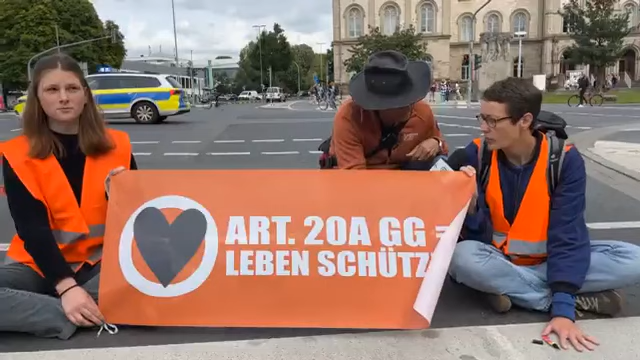 ART. 20A GG =
LEBEN SCHÜTZ